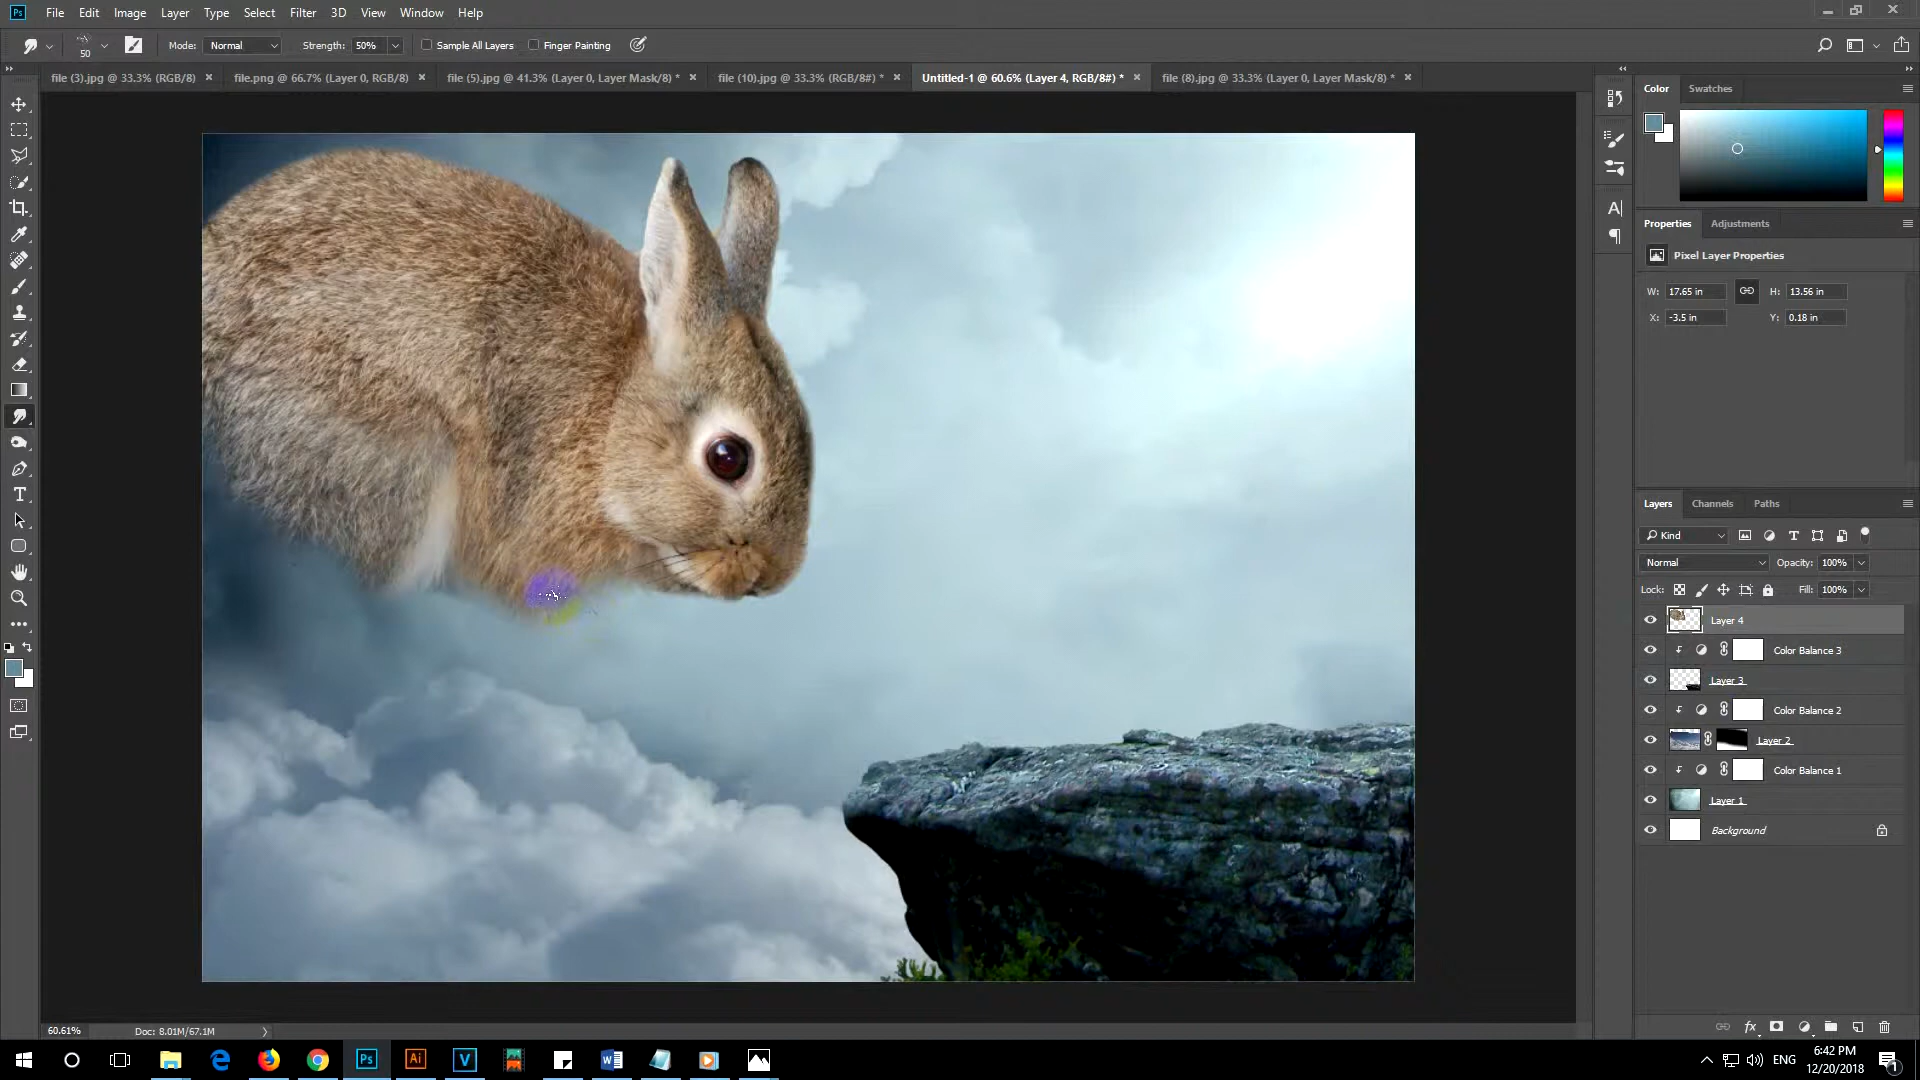 Ps File Edit Image Layer Type Select Filter 3D View Window Help
50 Mode: Normal Strength: 50% Sample All Layers Finger Painting
file (3).jpg @ 33.3% (RGB/8) × file.png @ 66.7% (Layer 0, RGB/8) × file (5).jpg @ 41.3% (Layer 0, Layer Mask/8) * × file (10).jpg @ 33.3% (RGB/8#) * × Untitled-1 @ 60.6% (Layer 4, RGB/8#) * × file (8).jpg @ 33.3% (Layer 0, Layer Mask/8) * ×
Color Swatches
Properties Adjustments
Pixel Layer Properties
W: 17.65 in H: 13.56 in
X: -3.5 in Y: 0.18 in
Layers Channels Paths
Kind
Normal Opacity: 100%
Lock: Fill: 100%
Layer 4
Color Balance 3
Layer 3
Color Balance 2
Layer 2
Color Balance 1
Layer 1
Background
60.61% Doc: 8.01M/67.1M
Ps Ai V ENG 6:42 PM
12/20/2018 1